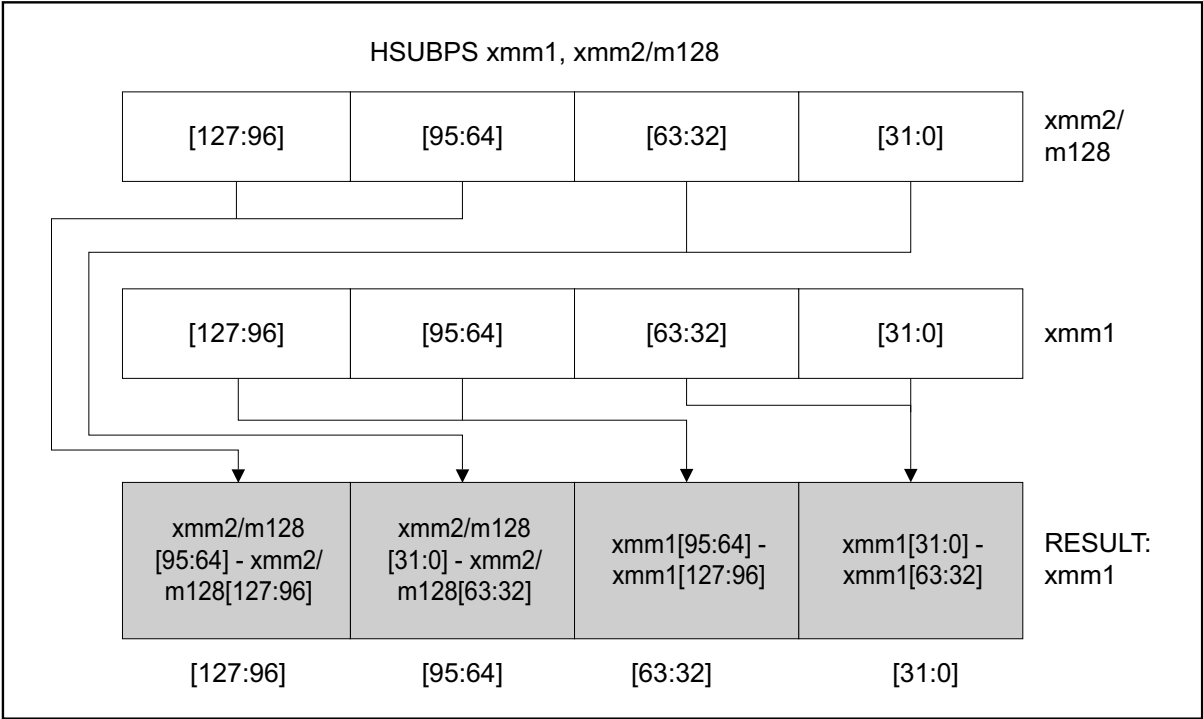 HSUBPS xmm1, xmm2/m128
[127:96] [95:64] [63:32] [31:0]
xmm2/
m128
[127:96] [95:64] [63:32] [31:0] xmm1
xmm2/m128
[95:64] - xmm2/
m128[127:96]
xmm2/m128
[31:0] - xmm2/
m128[63:32]
xmm1[95:64] -
xmm1[127:96]
xmm1[31:0] -
xmm1[63:32]
RESULT:
xmm1
[127:96] [95:64] [63:32] [31:0]